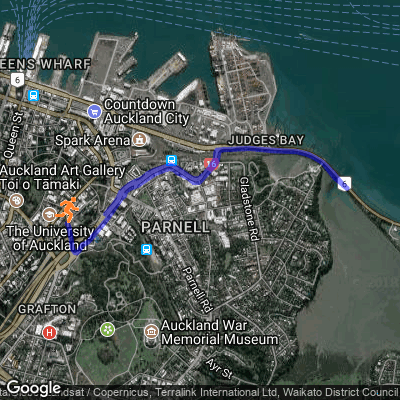 EENS WHARF
6
Queen St
Countdown
Auckland City
Spark Arena
JUDGES BAY
Auckland Art Gallery
Toi o Tāmaki
16
6
Gladstone Rd
The University
of Auckland
PARNELL
Parnell Rd
GRAFTON
H
Auckland War
Memorial Museum
Ayr St
Google
Landsat / Copernicus, Terralink International Ltd, Waikato District Council